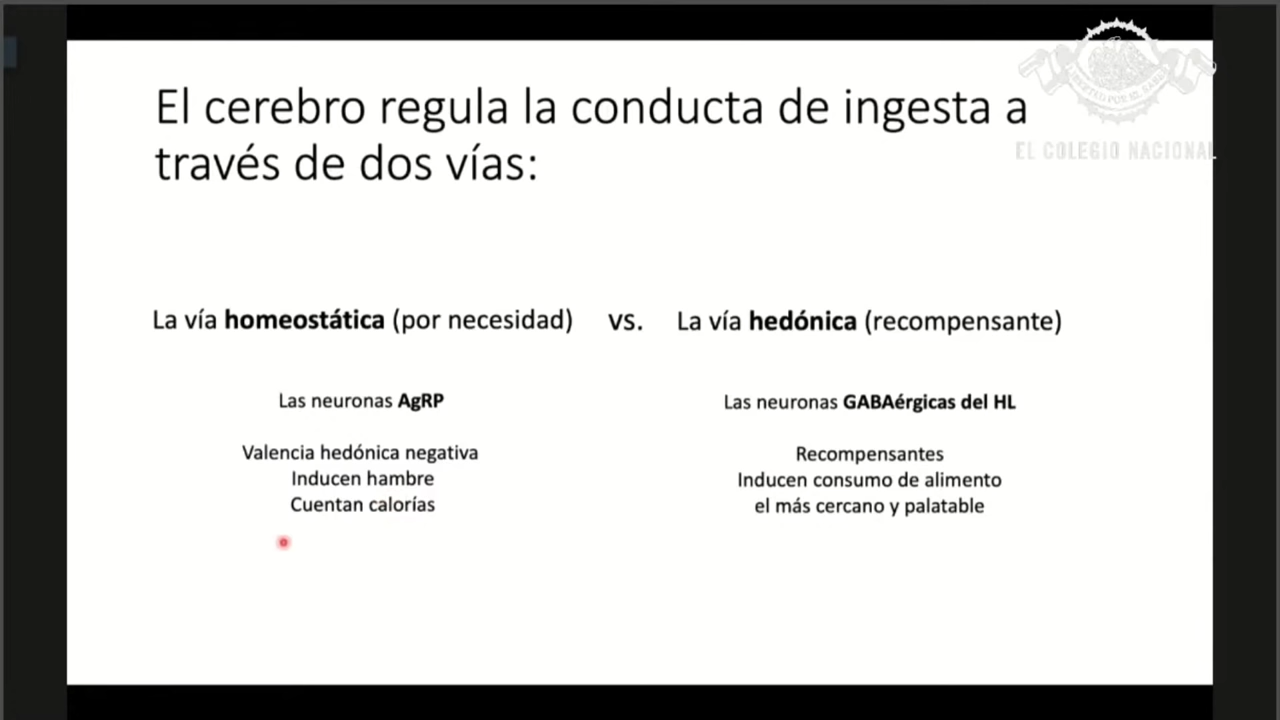 El cerebro regula la conducta de ingesta a
través de dos vías:
EL COLEGIO NACIONAL
La vía homeostática (por necesidad) vs. La vía hedónica (recompensante)
Las neuronas AgRP
Valencia hedónica negativa
Inducen hambre
Cuentan calorías
Las neuronas GABAérgicas del HL
Recompensantes
Inducen consumo de alimento
el más cercano y palatable